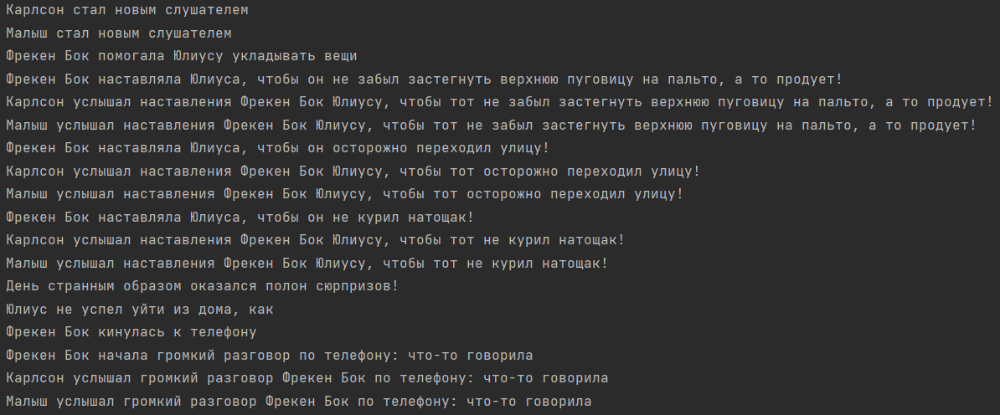 Карлсон стал новым слушателем
Малыш стал новым слушателем
Фрекен Бок помогала Юлиусу укладывать вещи
Фрекен Бок наставляла Юлиуса, чтобы он не забыл застегнуть верхнюю пуговицу на пальто, а то продует!
Карлсон услышал наставления Фрекен Бок Юлиусу, чтобы тот не забыл застегнуть верхнюю пуговицу на пальто, а то продует!
Малыш услышал наставления Фрекен Бок Юлиусу, чтобы тот не забыл застегнуть верхнюю пуговицу на пальто, а то продует!
Фрекен Бок наставляла Юлиуса, чтобы он осторожно переходил улицу!
Карлсон услышал наставления Фрекен Бок Юлиусу, чтобы тот осторожно переходил улицу!
Малыш услышал наставления Фрекен Бок Юлиусу, чтобы тот осторожно переходил улицу!
Фрекен Бок наставляла Юлиуса, чтобы он не курил натощак!
Карлсон услышал наставления Фрекен Бок Юлиусу, чтобы тот не курил натощак!
Малыш услышал наставления Фрекен Бок Юлиусу, чтобы тот не курил натощак!
День странным образом оказался полон сюрпризов!
Юлиус не успел уйти из дома, как
Фрекен Бок кинулась к телефону
Фрекен Бок начала громкий разговор по телефону: что-то говорила
Карлсон услышал громкий разговор Фрекен Бок по телефону: что-то говорила
Малыш услышал громкий разговор Фрекен Бок по телефону: что-то говорила